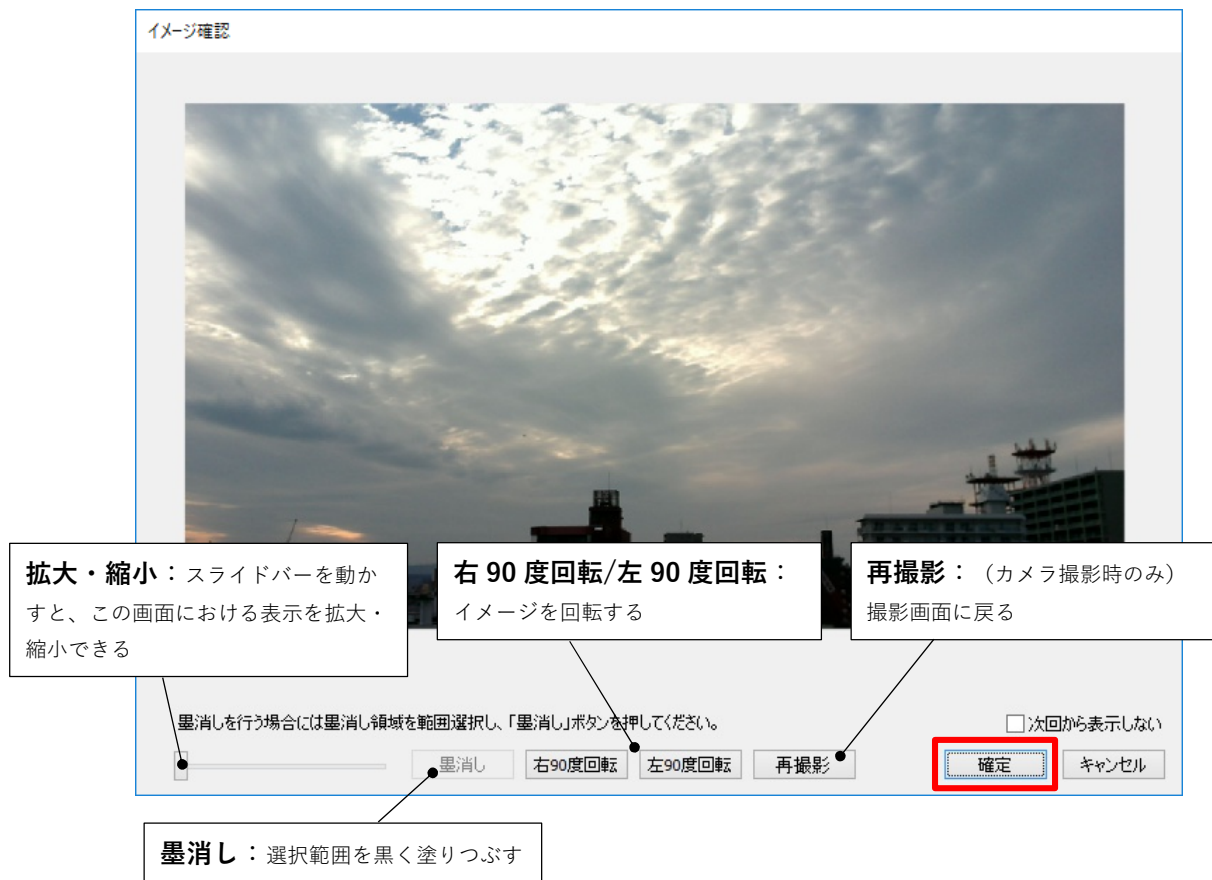 イメージ確認
拡大・縮小：スライドバーを動か
すと、この画面における表示を拡大・
縮小できる
右 90 度回転/左 90 度回転：
イメージを回転する
再撮影：（カメラ撮影時のみ）
撮影画面に戻る
墨消しを行う場合には墨消し領域を範囲選択し、「墨消し」ボタンを押してください。
次回から表示しない
墨消し
右90度回転
左90度回転
再撮影
確定
キャンセル
墨消し：選択範囲を黒く塗りつぶす